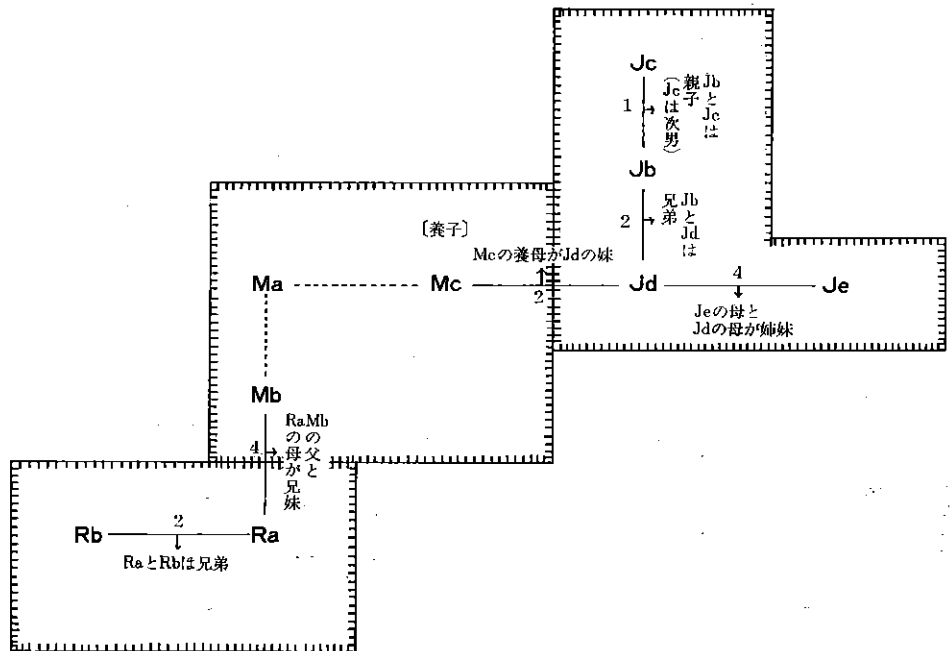 Jc
1
JbとJcは
親子
(Jcは次男)
Jb
2
JbとJdは
兄弟
〔養子〕
Mcの養母がJdの妹
Ma
Mc
2
Jd
4
Je
Jeの母と
Jdの母が姉妹
Mb
4
Mbの父と
Raの母が兄妹
Rb
2
Ra
RaとRbは兄弟